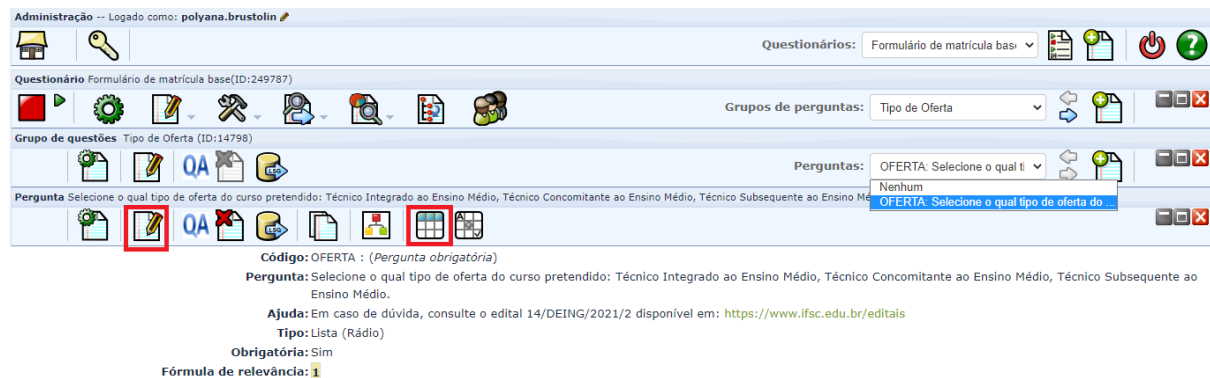 Administração -- Logado como: polyana.brustolin
Questionários: Formulário de matrícula base
Questionário Formulário de matrícula base(ID:249787)
Grupos de perguntas: Tipo de Oferta
Grupo de questões Tipo de Oferta (ID:14798)
QA LSG
Perguntas: OFERTA: Selecione o qual ti
Nenhum
OFERTA: Selecione o qual tipo de oferta do ...
Pergunta Selecione o qual tipo de oferta do curso pretendido: Técnico Integrado ao Ensino Médio, Técnico Concomitante ao Ensino Médio, Técnico Subsequente ao Ensino Mé
QA LSG
Código: OFERTA : (Pergunta obrigatória)
Pergunta: Selecione o qual tipo de oferta do curso pretendido: Técnico Integrado ao Ensino Médio, Técnico Concomitante ao Ensino Médio, Técnico Subsequente ao
Ensino Médio.
Ajuda: Em caso de dúvida, consulte o edital 14/DEING/2021/2 disponível em: https://www.ifsc.edu.br/editais
Tipo: Lista (Rádio)
Obrigatória: Sim
Fórmula de relevância: 1